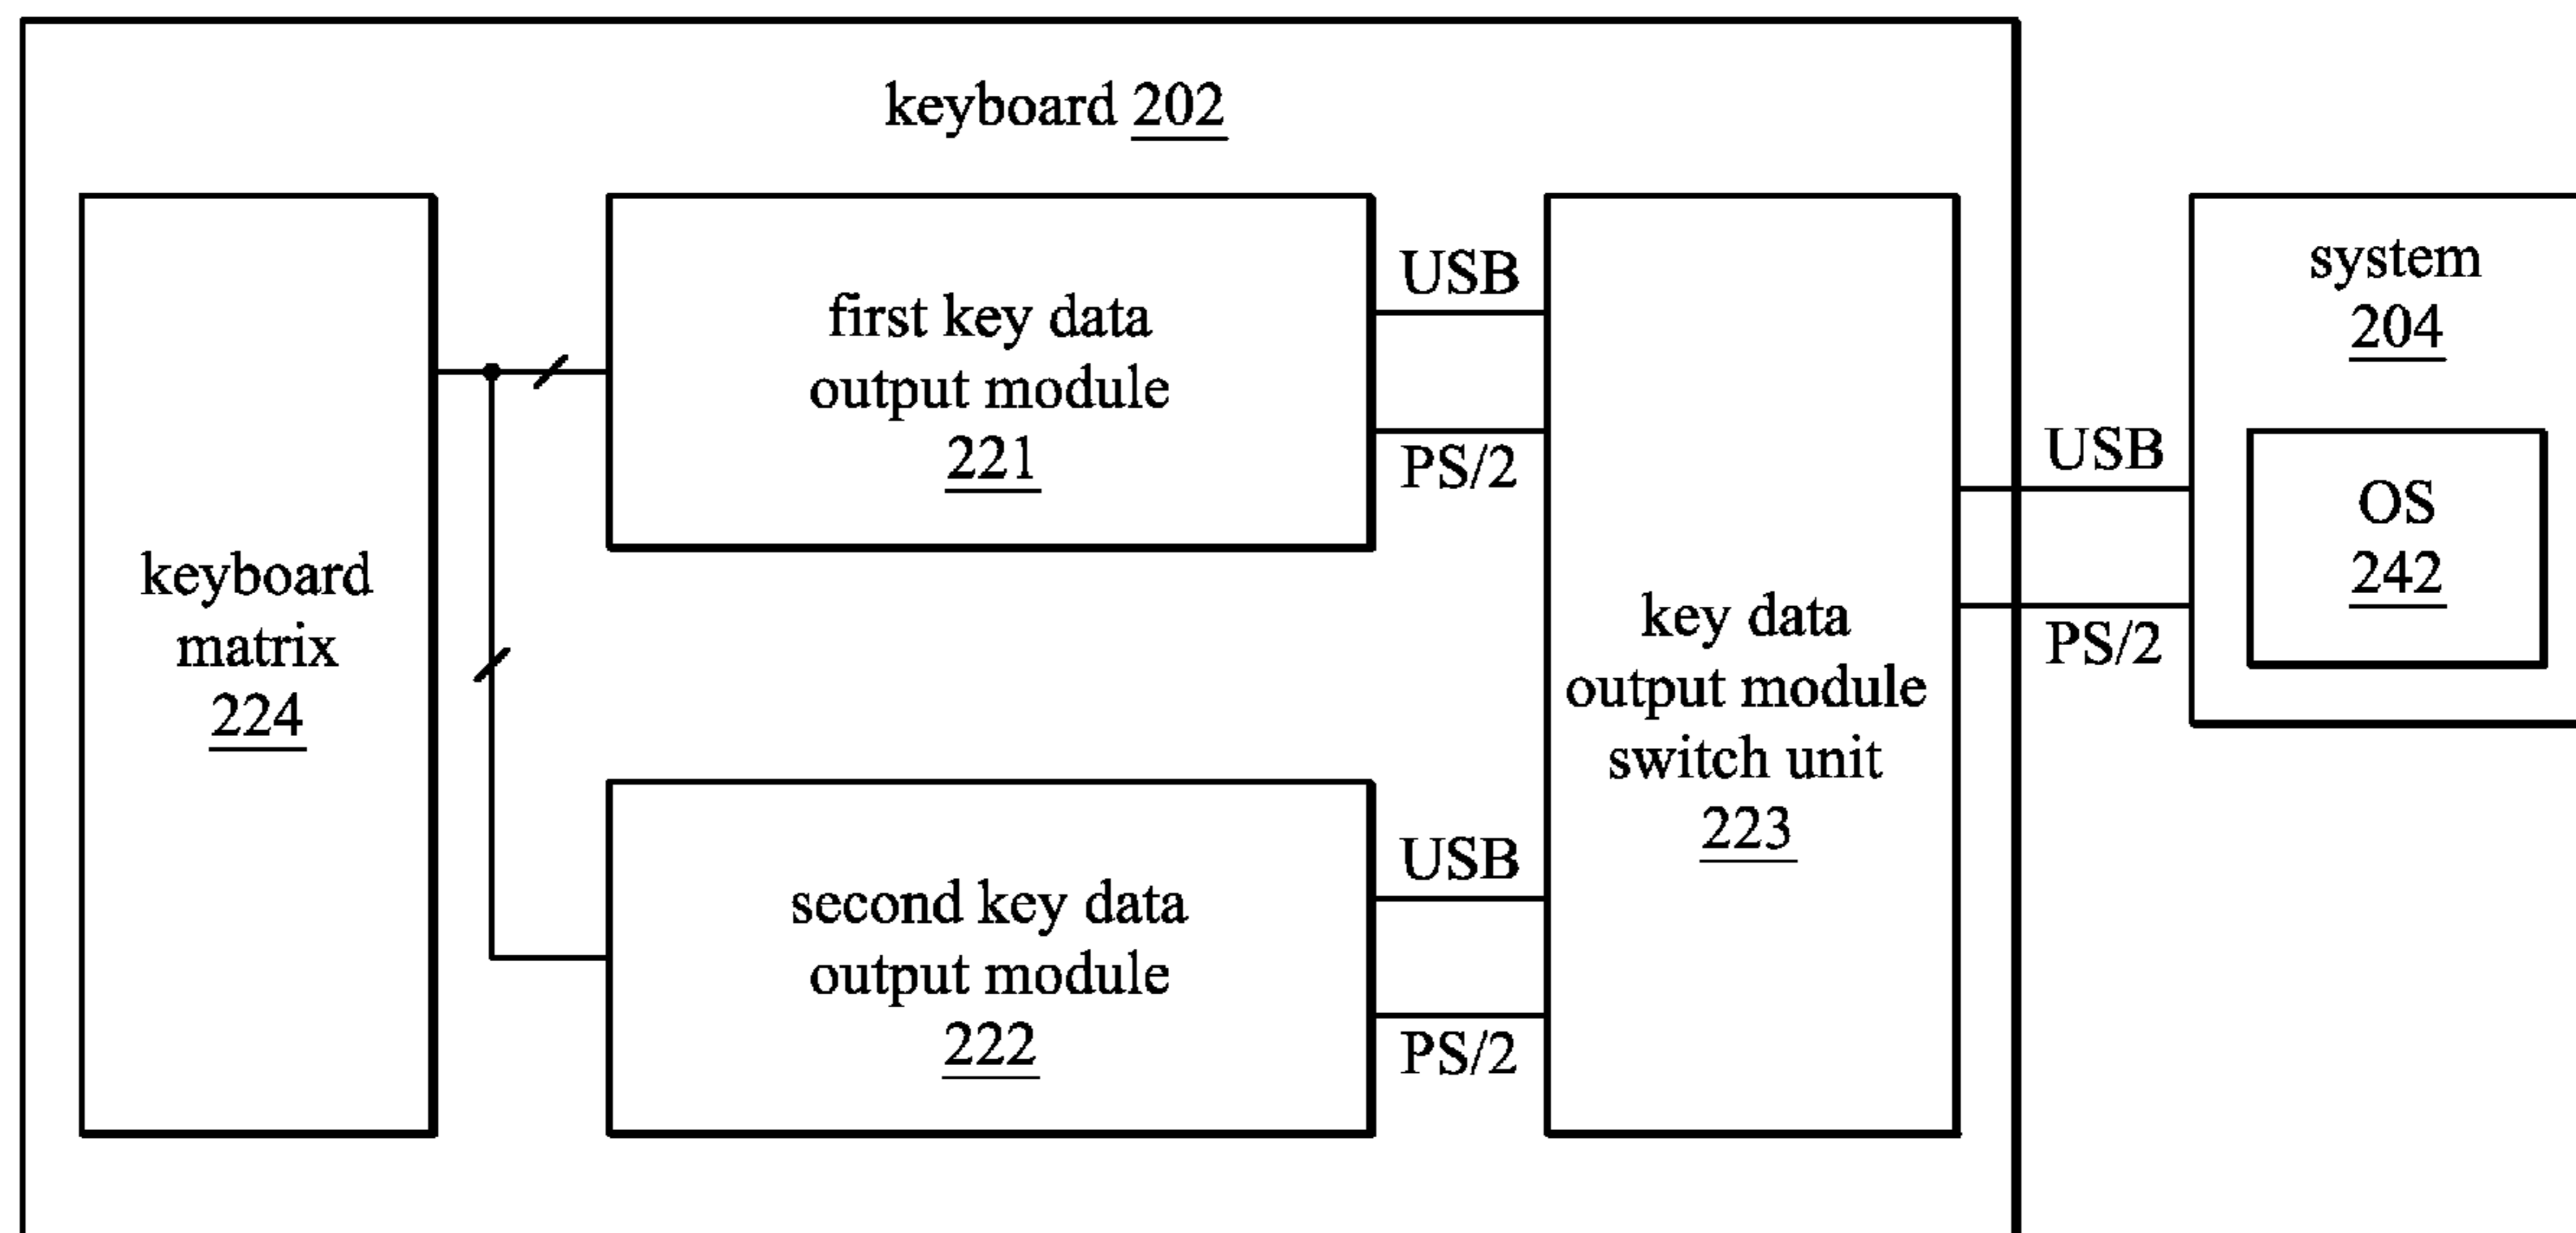 keyboard 202
keyboard
matrix
224
first key data
output module
221
USB
PS/2
second key data
output module
222
USB
PS/2
key data
output module
switch unit
223
USB
PS/2
system
204
OS
242